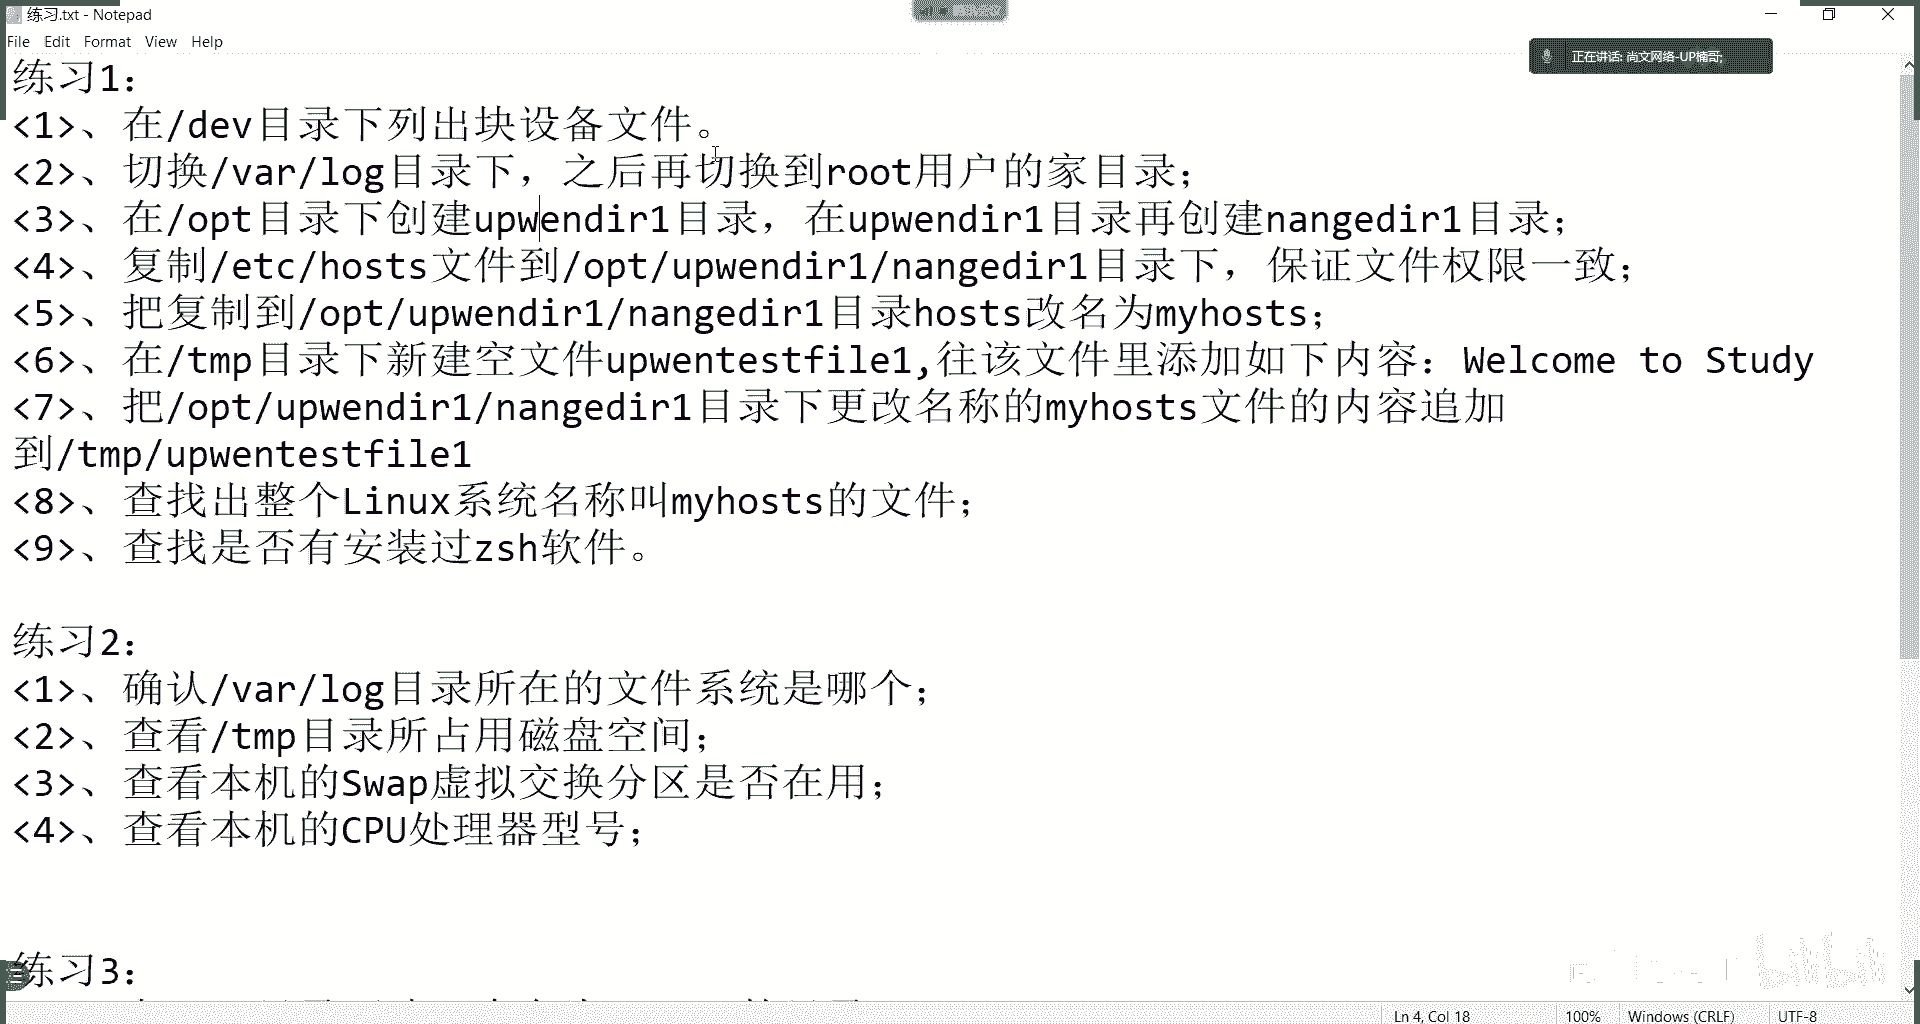 练习.txt - Notepad
File Edit Format View Help
正在讲话: 尚文网络-UP楠哥;
练习1：
<1>、在/dev目录下列出块设备文件。
<2>、切换/var/log目录下，之后再切换到root用户的家目录；
<3>、在/opt目录下创建upwendir1目录，在upwendir1目录再创建nangedir1目录；
<4>、复制/etc/hosts文件到/opt/upwendir1/nangedir1目录下，保证文件权限一致；
<5>、把复制到/opt/upwendir1/nangedir1目录hosts改名为myhosts；
<6>、在/tmp目录下新建空文件upwentestfile1,往该文件里添加如下内容：Welcome to Study
<7>、把/opt/upwendir1/nangedir1目录下更改名称的myhosts文件的内容追加
到/tmp/upwentestfile1
<8>、查找出整个Linux系统名称叫myhosts的文件；
<9>、查找是否有安装过zsh软件。
练习2：
<1>、确认/var/log目录所在的文件系统是哪个；
<2>、查看/tmp目录所占用磁盘空间；
<3>、查看本机的Swap虚拟交换分区是否在用；
<4>、查看本机的CPU处理器型号；
练习3：
Ln 4, Col 18 100% Windows (CRLF) UTF-8